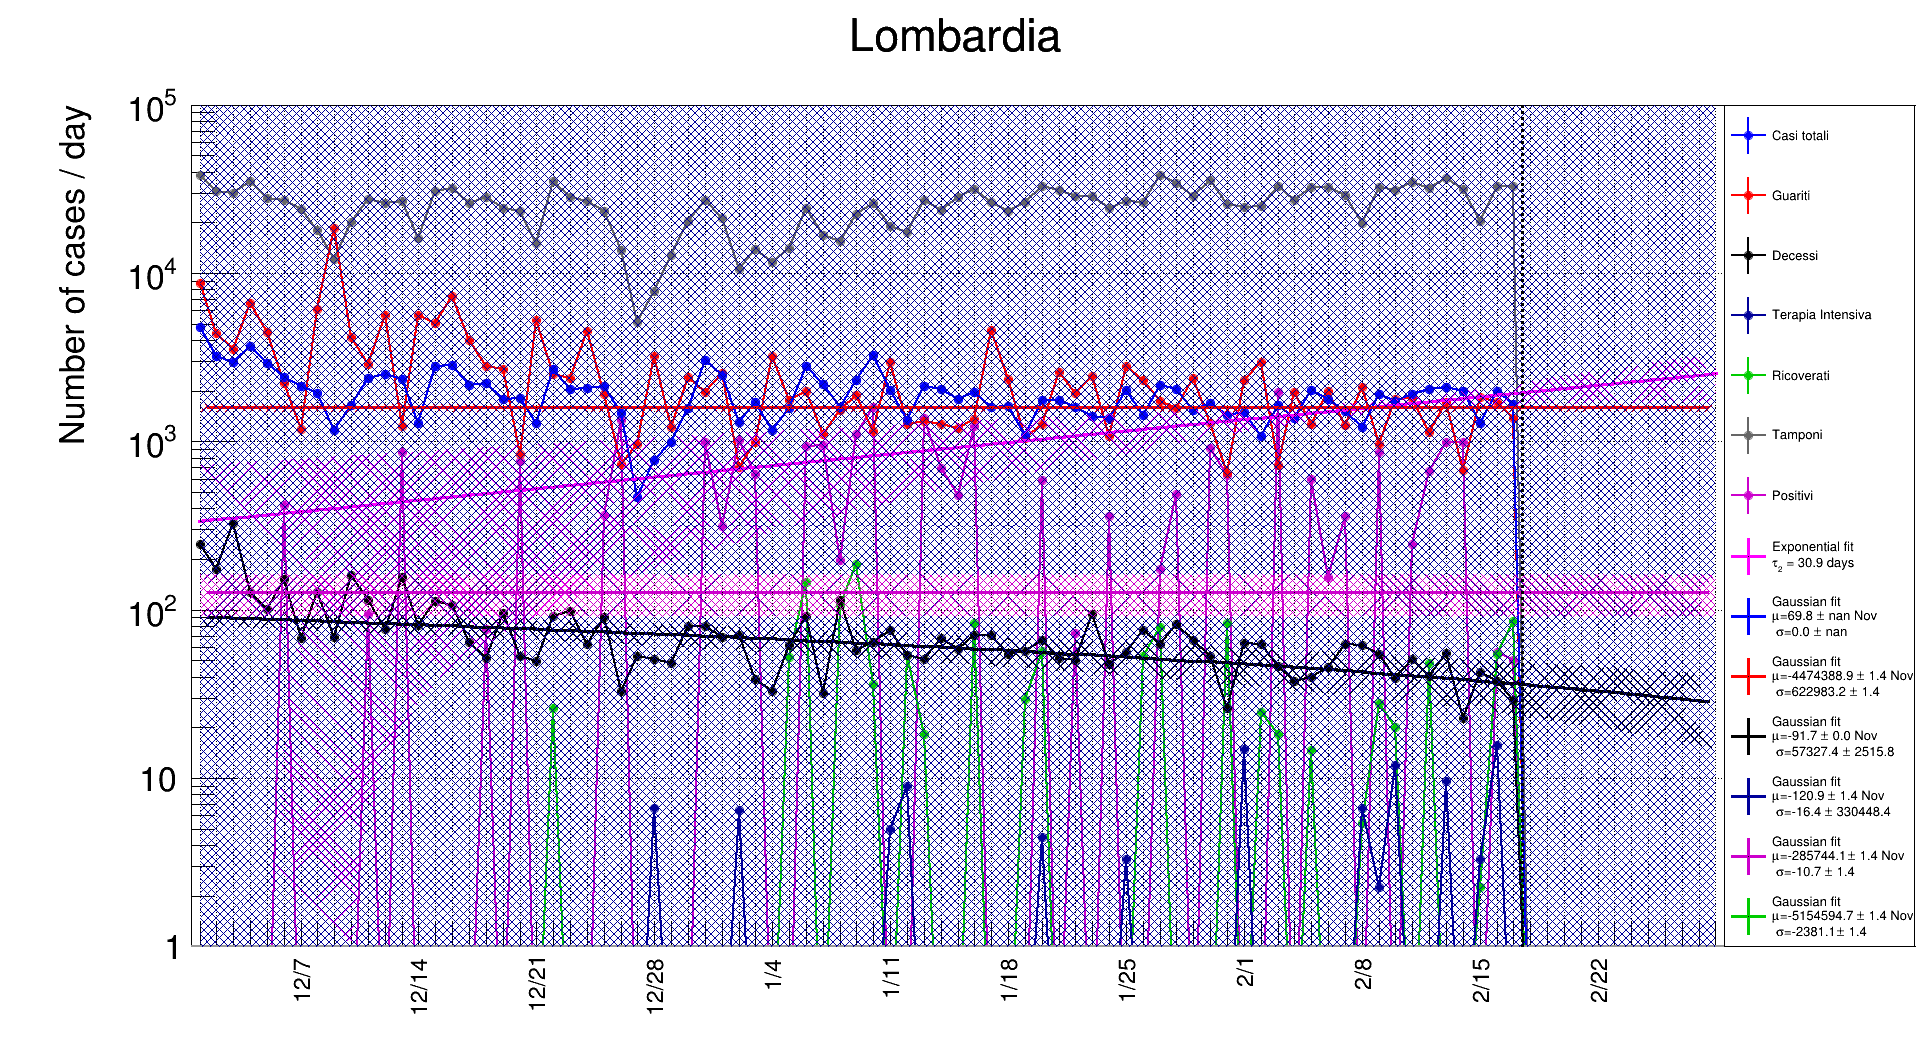 Lombardia
Number of cases / day
10^5
10^4
10^3
10^2
10
1
12/7
12/14
12/21
12/28
1/4
1/11
1/18
1/25
2/1
2/8
2/15
2/22
Casi totali
Guariti
Decessi
Terapia Intensiva
Ricoverati
Tamponi
Positivi
Exponential fit
τ₂ = 30.9 days
Gaussian fit
μ=69.8 ± nan Nov
σ=0.0 ± nan
Gaussian fit
μ=-4474388.9 ± 1.4 Nov
σ=622983.2 ± 1.4
Gaussian fit
μ=-91.7 ± 0.0 Nov
σ=57327.4 ± 2515.8
Gaussian fit
μ=-120.9 ± 1.4 Nov
σ=-16.4 ± 330448.4
Gaussian fit
μ=-285744.1 ± 1.4 Nov
σ=-10.7 ± 1.4
Gaussian fit
μ=-5154594.7 ± 1.4 Nov
σ=-2381.1 ± 1.4